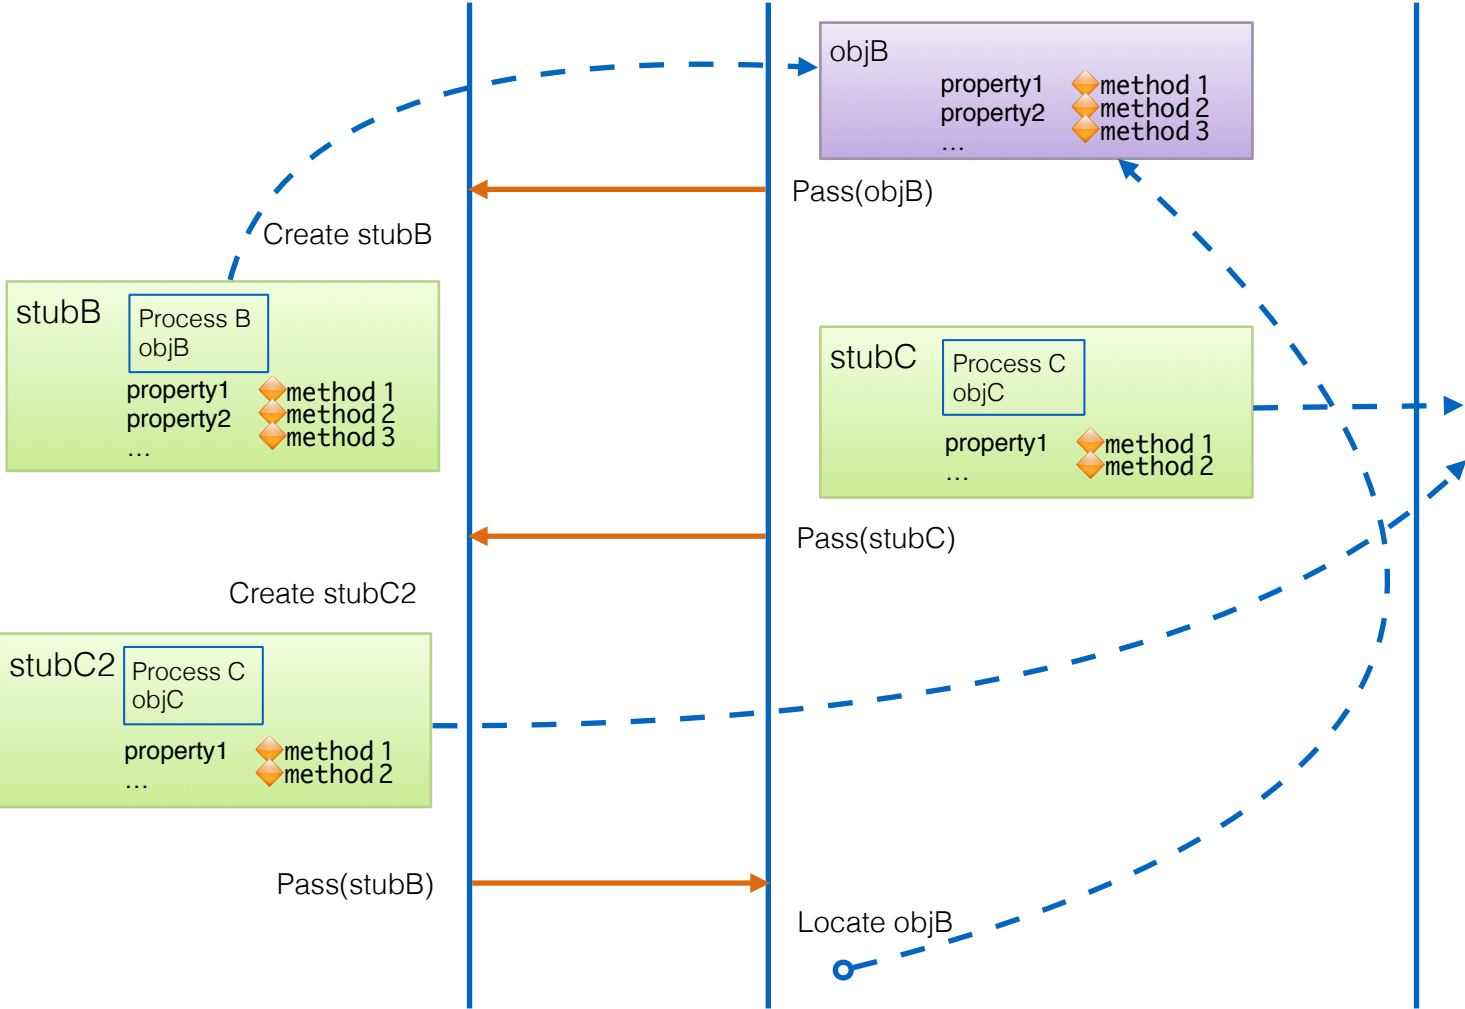 objB
property1
property2
...
method 1
method 2
method 3
Pass(objB)
Create stubB
stubB
Process B
objB
property1
property2
...
method 1
method 2
method 3
stubC
Process C
objC
property1
...
method 1
method 2
Pass(stubC)
Create stubC2
stubC2
Process C
objC
property1
...
method 1
method 2
Pass(stubB)
Locate objB